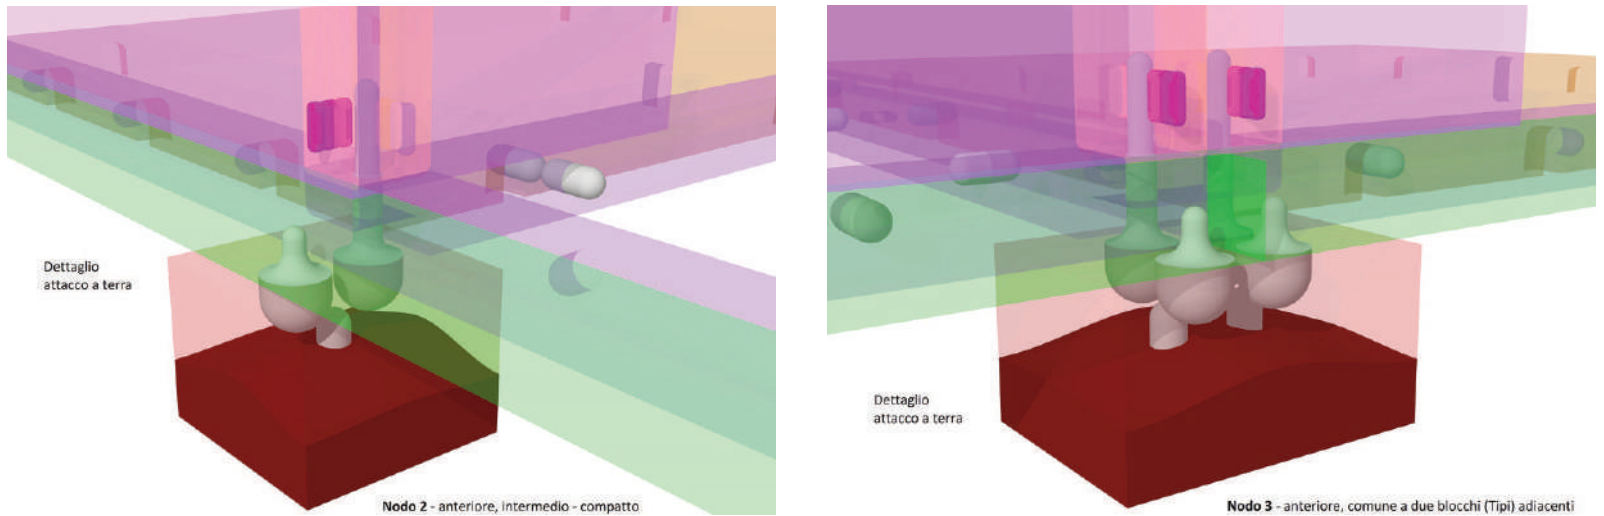 Dettaglio
attacco a terra
Nodo 2 - anteriore, intermedio - compatto
Dettaglio
attacco a terra
Nodo 3 - anteriore, comune a due blocchi (Tipi) adiacenti